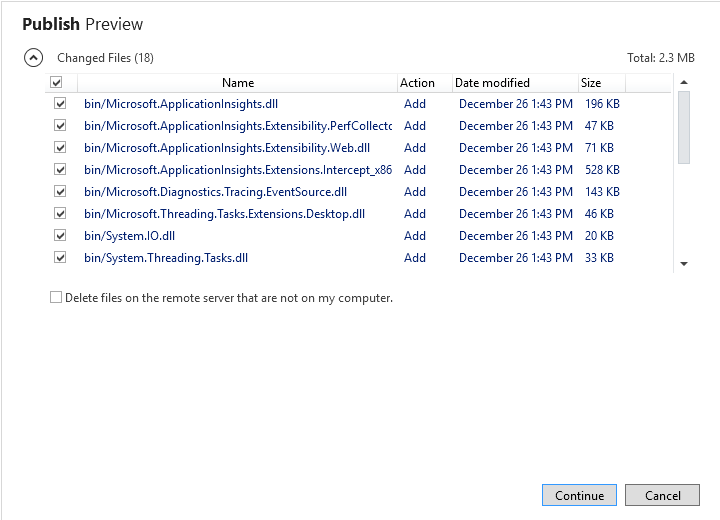 Publish Preview
Changed Files (18) Total: 2.3 MB
Name Action Date modified Size
bin/Microsoft.ApplicationInsights.dll Add December 26 1:43 PM 196 KB
bin/Microsoft.ApplicationInsights.Extensibility.PerfCollecto Add December 26 1:43 PM 47 KB
bin/Microsoft.ApplicationInsights.Extensibility.Web.dll Add December 26 1:43 PM 71 KB
bin/Microsoft.ApplicationInsights.Extensions.Intercept_x86 Add December 26 1:43 PM 528 KB
bin/Microsoft.Diagnostics.Tracing.EventSource.dll Add December 26 1:43 PM 143 KB
bin/Microsoft.Threading.Tasks.Extensions.Desktop.dll Add December 26 1:43 PM 46 KB
bin/System.IO.dll Add December 26 1:43 PM 20 KB
bin/System.Threading.Tasks.dll Add December 26 1:43 PM 33 KB
Delete files on the remote server that are not on my computer.
Continue Cancel